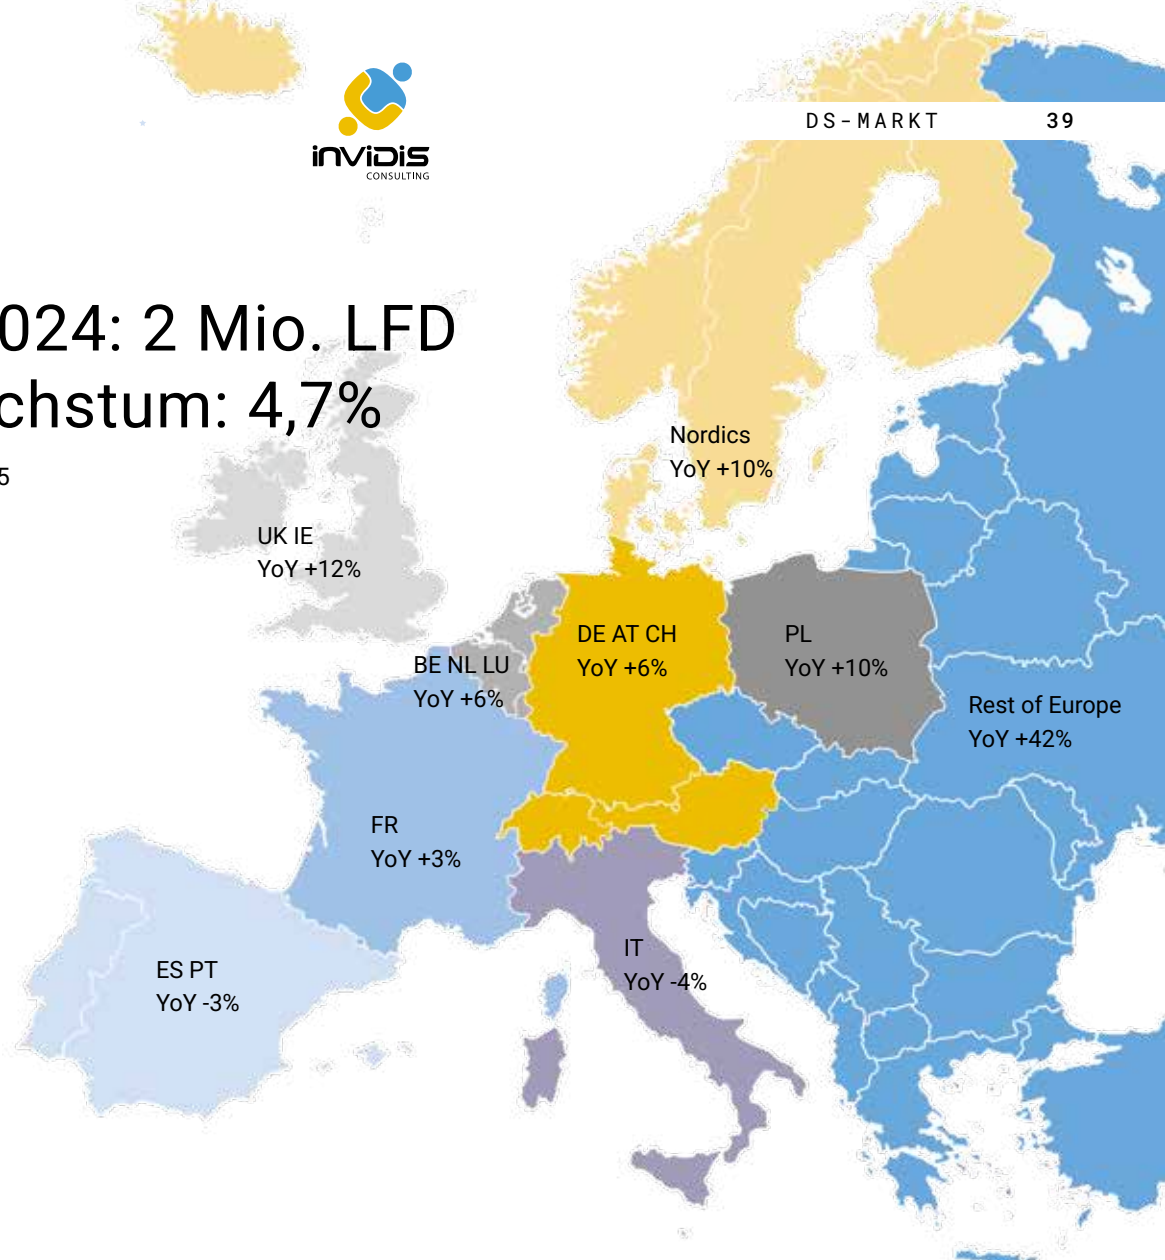 invidis
CONSULTING
DS-MARKT 39
024: 2 Mio. LFD
chstum: 4,7%
5
Nordics
YoY +10%
UK IE
YoY +12%
DE AT CH
YoY +6%
PL
YoY +10%
BE NL LU
YoY +6%
Rest of Europe
YoY +42%
FR
YoY +3%
IT
YoY -4%
ES PT
YoY -3%